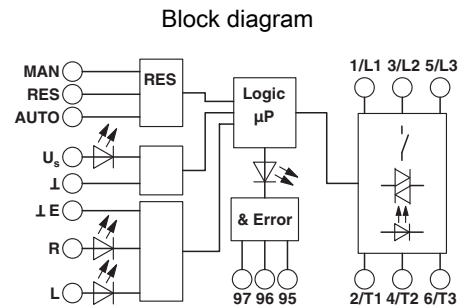 Block diagram
MAN
RES
AUTO
RES
Logic
µP
1/L1 3/L2 5/L3
Us
⊥
⊥ E
R
L
& Error
97 96 95
2/T1 4/T2 6/T3